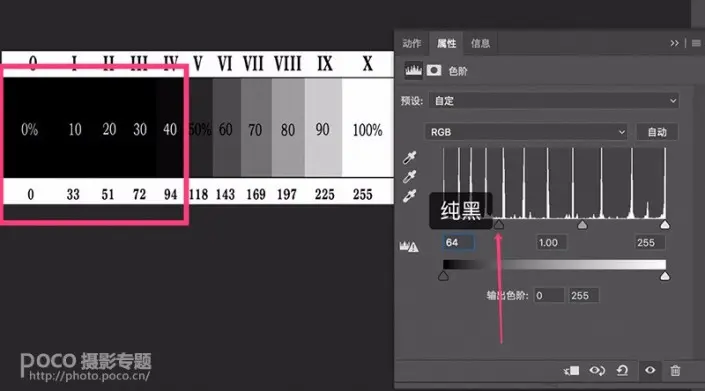 动作 属性 信息
0 I II III IV V VI VII VIII IX X
色阶
预设: 自定
0% 10 20 30 40 50% 60 70 80 90 100%
RGB 自动
0 33 51 72 94 118 143 169 197 225 255
纯黑
64 1.00 255
输出色阶: 0 255
poco 摄影专题
http://photo.poco.cn/